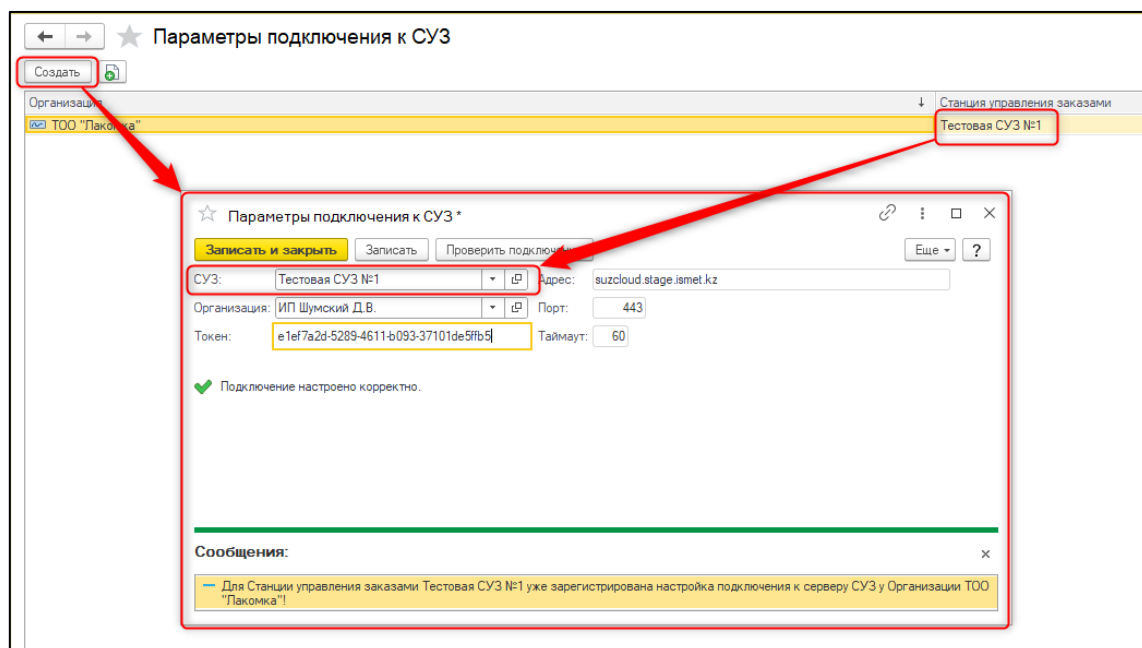 Параметры подключения к СУЗ
Создать
Организация ↓ Станция управления заказами
ТОО "Лакомка" Тестовая СУЗ №1
Параметры подключения к СУЗ *
Записать и закрыть Записать Проверить Еще ?
СУЗ: Тестовая СУЗ №1 Адрес: suzcloud.stage.ismet.kz
Организация: ИП Шумский Д.В. Порт: 443
Токен: e1ef7a2d-5289-4611-b093-37101de5ffb5 Таймаут: 60
Подключение настроено корректно.
Сообщения:
Для Станции управления заказами Тестовая СУЗ №1 уже зарегистрирована настройка подключения к серверу СУЗ у Организации ТОО
"Лакомка"!